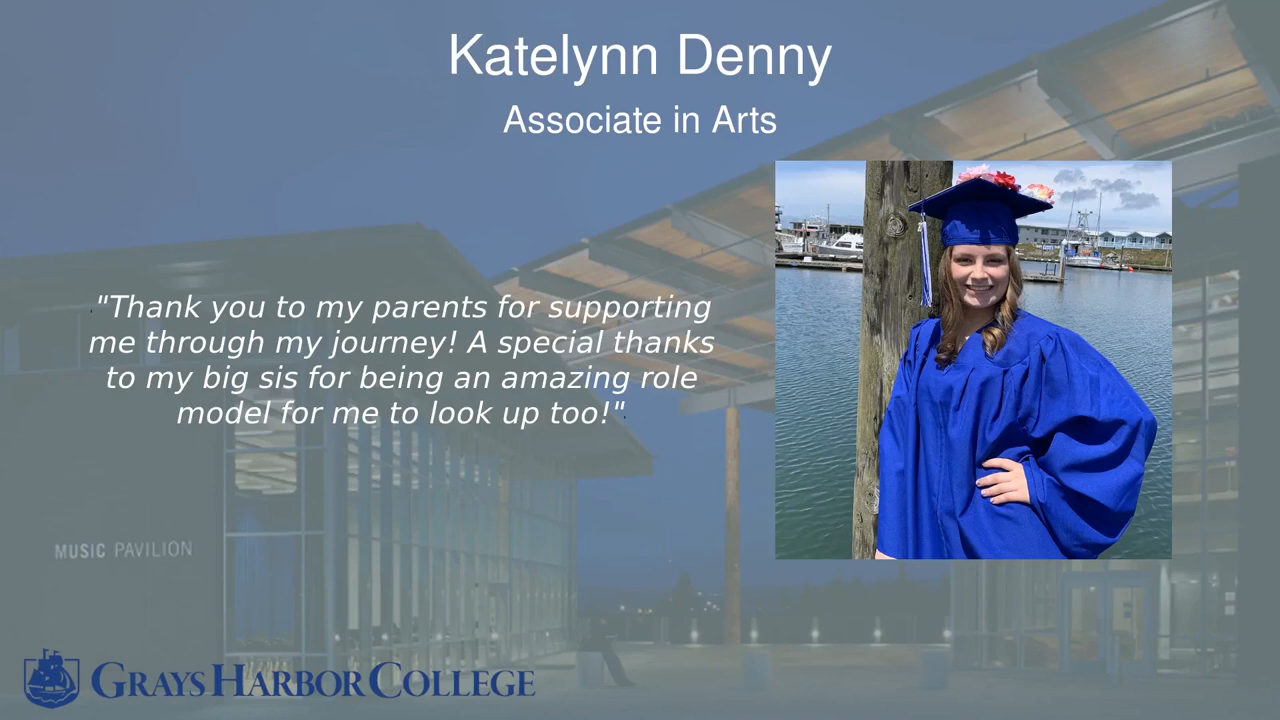 Katelynn Denny
Associate in Arts
"Thank you to my parents for supporting
me through my journey! A special thanks
to my big sis for being an amazing role
model for me to look up too!"
MUSIC PAVILION
GRAYS HARBOR COLLEGE